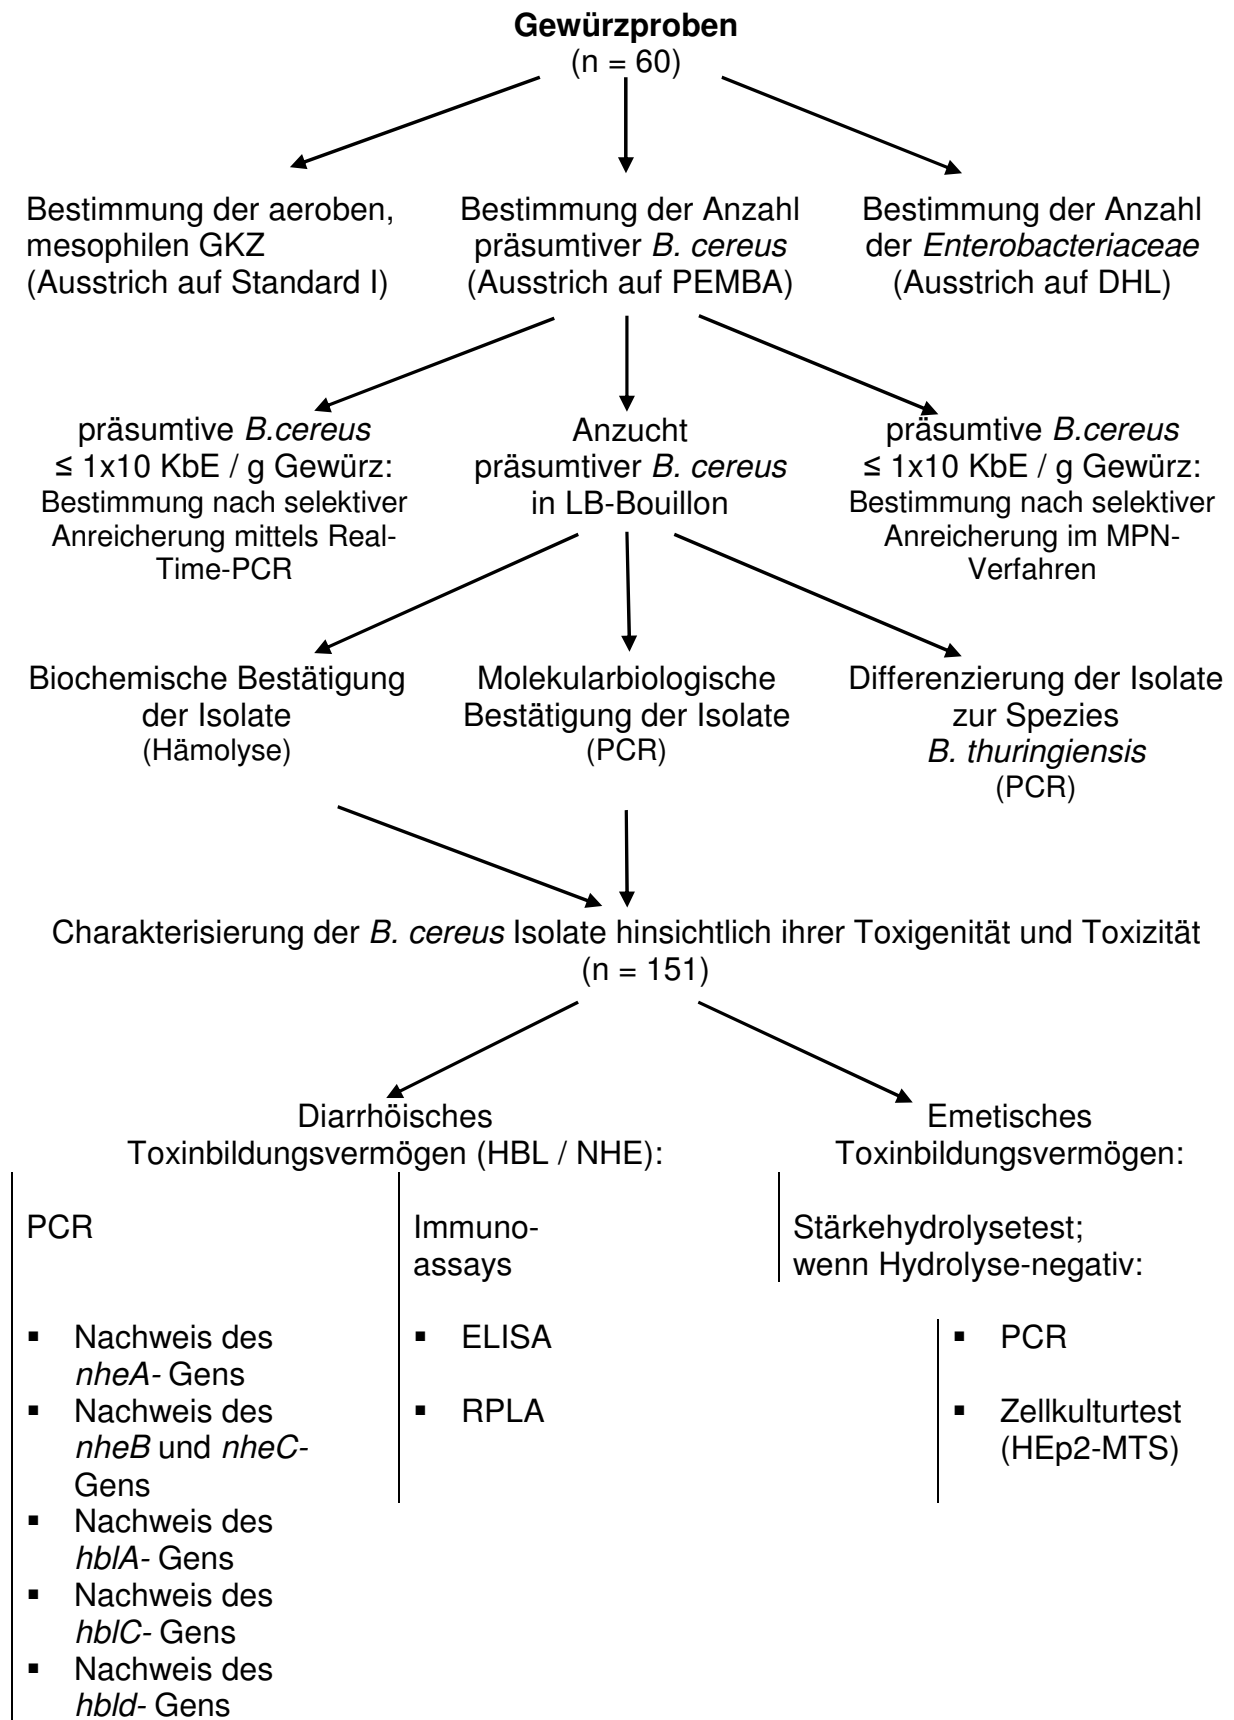 Gewürzproben
(n = 60)
Bestimmung der aeroben,
mesophilen GKZ
(Ausstrich auf Standard I)
Bestimmung der Anzahl
präsumtiver B. cereus
(Ausstrich auf PEMBA)
Bestimmung der Anzahl
der Enterobacteriaceae
(Ausstrich auf DHL)
präsumtive B.cereus
≤ 1x10 KbE / g Gewürz:
Bestimmung nach selektiver
Anreicherung mittels Real-
Time-PCR
Anzucht
präsumtiver B. cereus
in LB-Bouillon
präsumtive B.cereus
≤ 1x10 KbE / g Gewürz:
Bestimmung nach selektiver
Anreicherung im MPN-
Verfahren
Biochemische Bestätigung
der Isolate
(Hämolyse)
Molekularbiologische
Bestätigung der Isolate
(PCR)
Differenzierung der Isolate
zur Spezies
B. thuringiensis
(PCR)
Charakterisierung der B. cereus Isolate hinsichtlich ihrer Toxigenität und Toxizität
(n = 151)
Diarrhöisches
Toxinbildungsvermögen (HBL / NHE):
Emetisches
Toxinbildungsvermögen:
PCR
▪ Nachweis des
nheA- Gens
▪ Nachweis des
nheB und nheC-
Gens
▪ Nachweis des
hblA- Gens
▪ Nachweis des
hblC- Gens
▪ Nachweis des
hbld- Gens
Immuno-
assays
▪ ELISA
▪ RPLA
Stärkehydrolysetest;
wenn Hydrolyse-negativ:
▪ PCR
▪ Zellkulturtest
(HEp2-MTS)